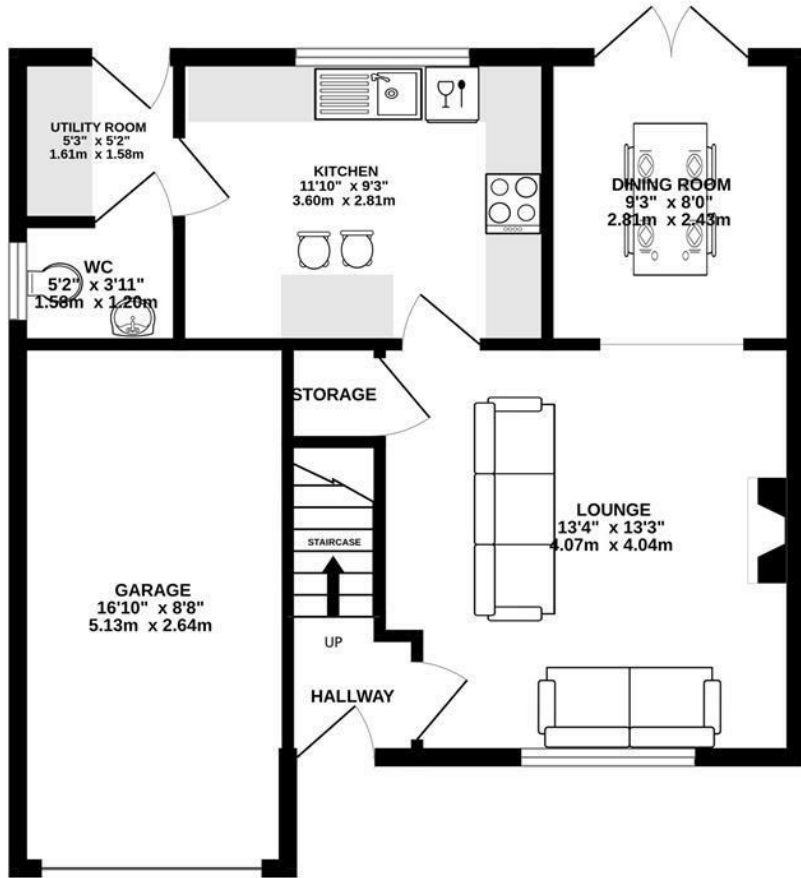 UTILITY ROOM
5'3" x 5'2"
1.61m x 1.58m
KITCHEN
11'10" x 9'3"
3.60m x 2.81m
DINING ROOM
9'3" x 8'0"
2.81m x 2.43m
WC
5'2" x 3'11"
1.58m x 1.20m
STORAGE
LOUNGE
13'4" x 13'3"
4.07m x 4.04m
STAIRCASE
GARAGE
16'10" x 8'8"
5.13m x 2.64m
UP
HALLWAY